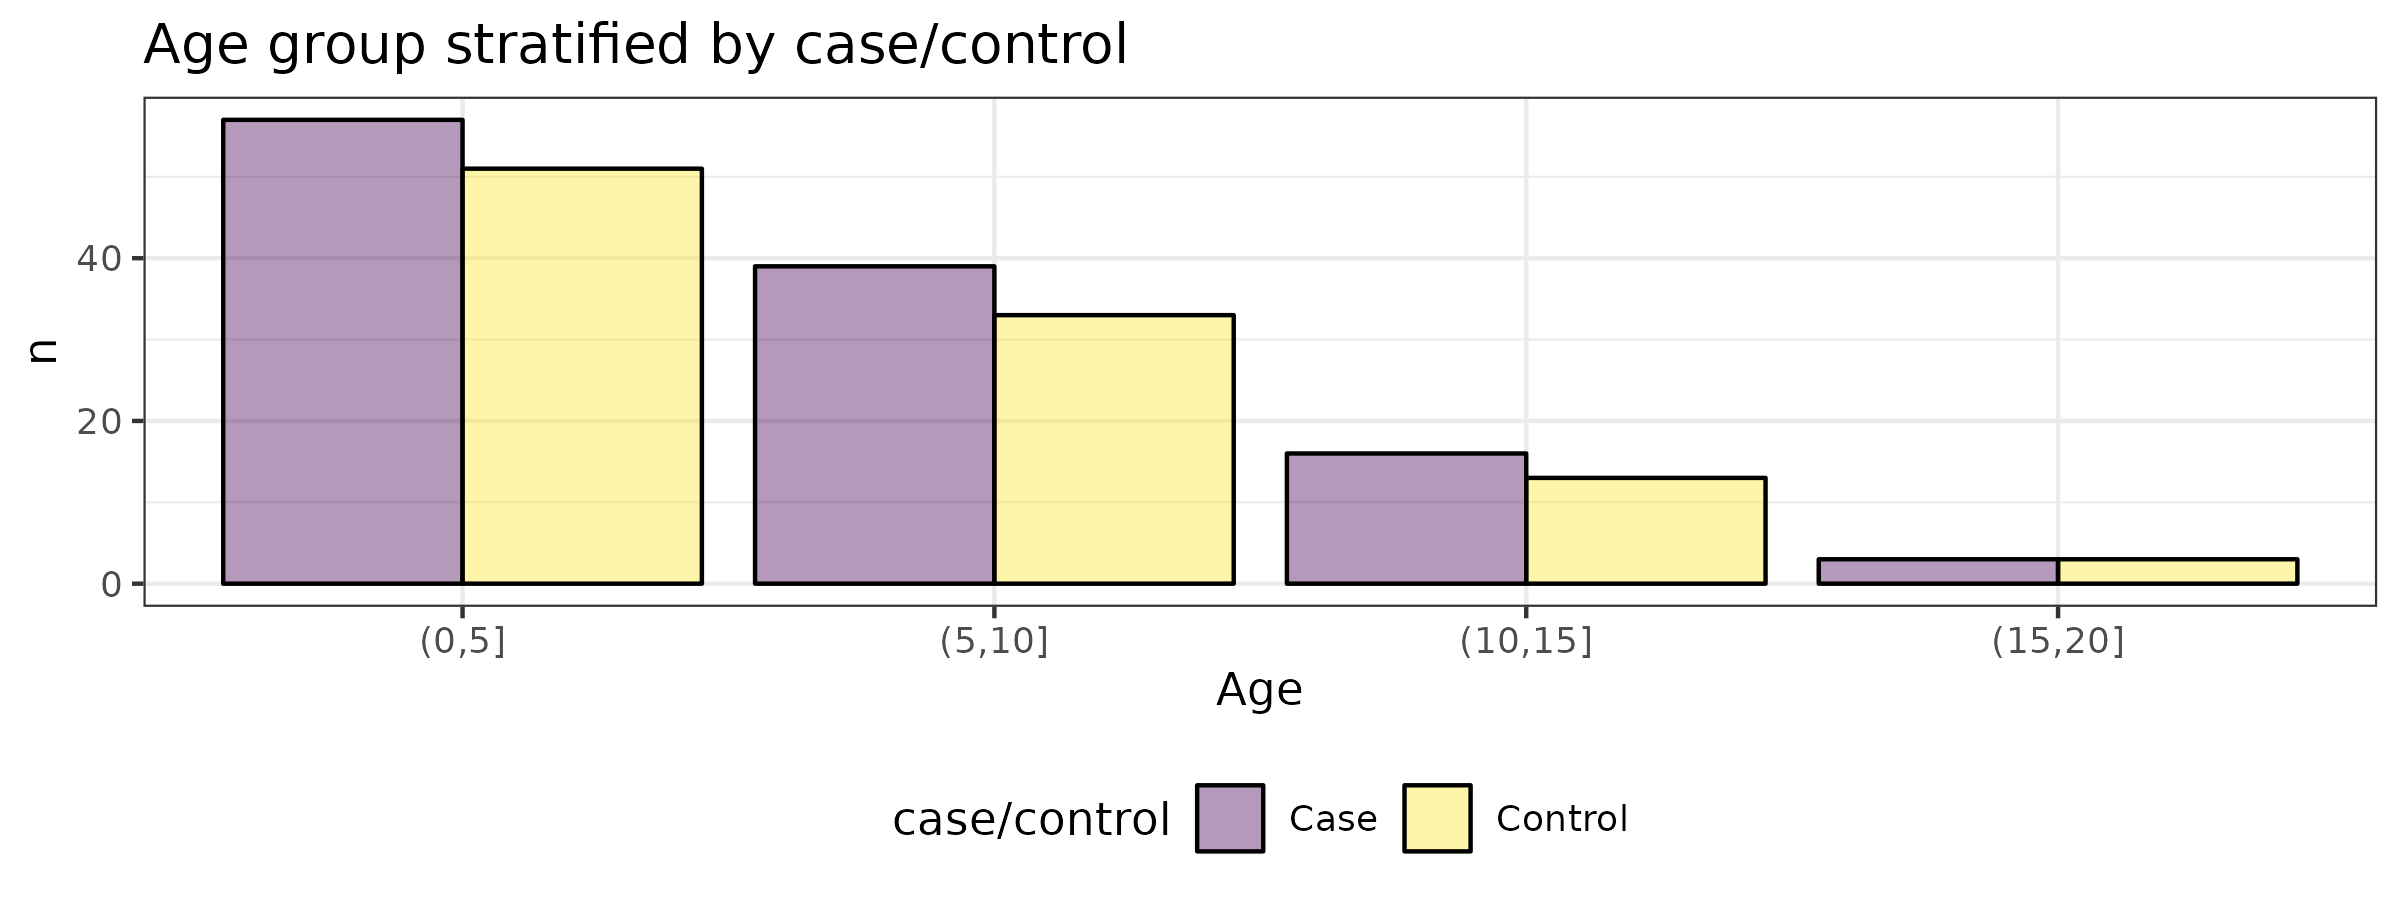 Age group stratified by case/control
n
40
20
0
(0,5] (5,10] (10,15] (15,20]
Age
case/control Case Control